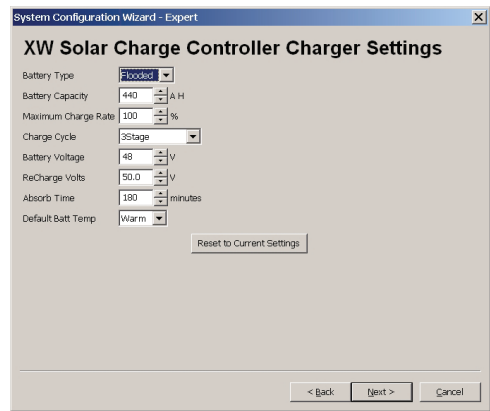 System Configuration Wizard - Expert
XW Solar Charge Controller Charger Settings
Battery Type Flooded
Battery Capacity 440 A H
Maximum Charge Rate 100 %
Charge Cycle 3Stage
Battery Voltage 48 V
ReCharge Volts 50.0 V
Absorb Time 180 minutes
Default Batt Temp Warm
Reset to Current Settings
< Back Next > Cancel